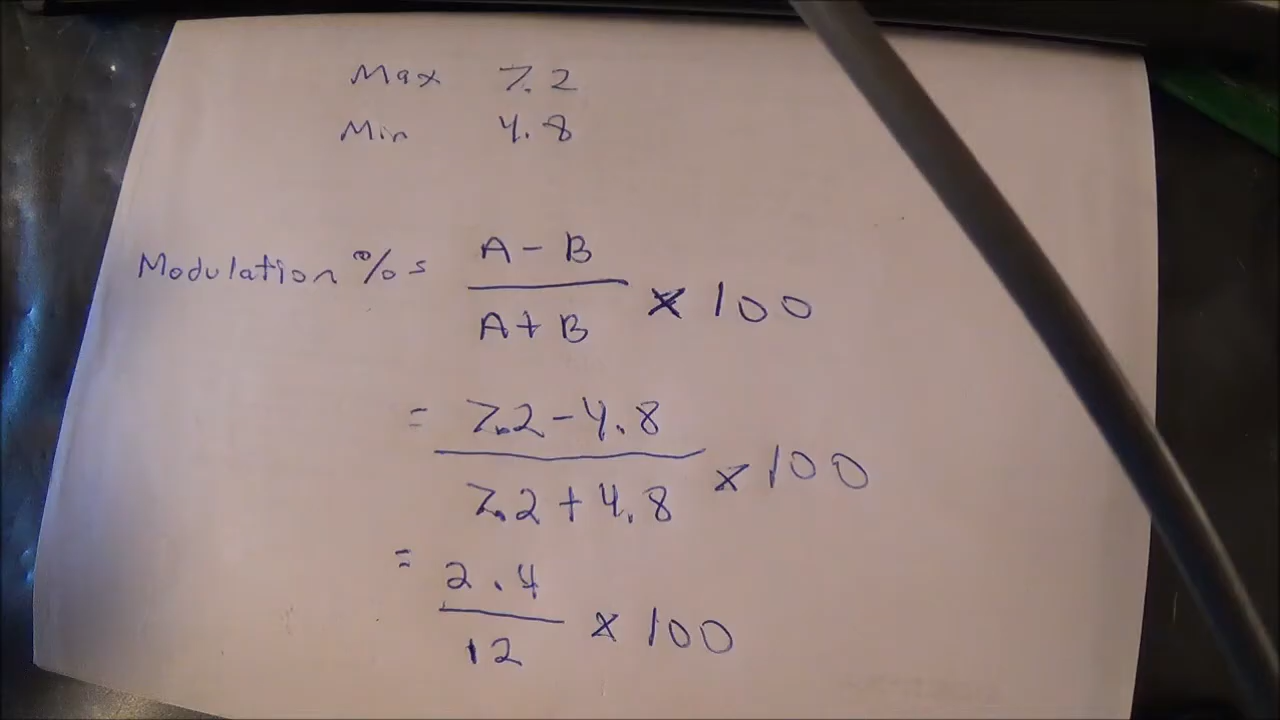 Max 7.2
Min 4.8
Modulation %s A - B
A + B
x 100
= 7.2 - 4.8
7.2 + 4.8
x 100
= 2.4
12
x 100